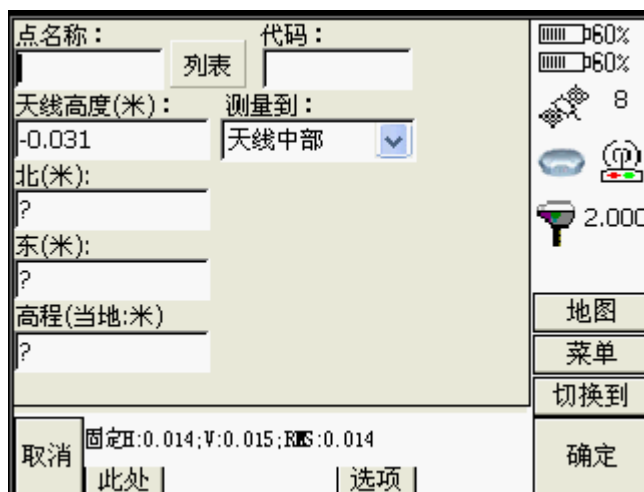 点名称： 代码： 60%
列表 60%
天线高度(米)： 测量到： 8
-0.031 天线中部
北(米):
? 2.000
东(米):
?
高程(当地:米) 地图
? 菜单
切换到
取消 固定H:0.014;V:0.015;RMS:0.014 确定
此处 选项